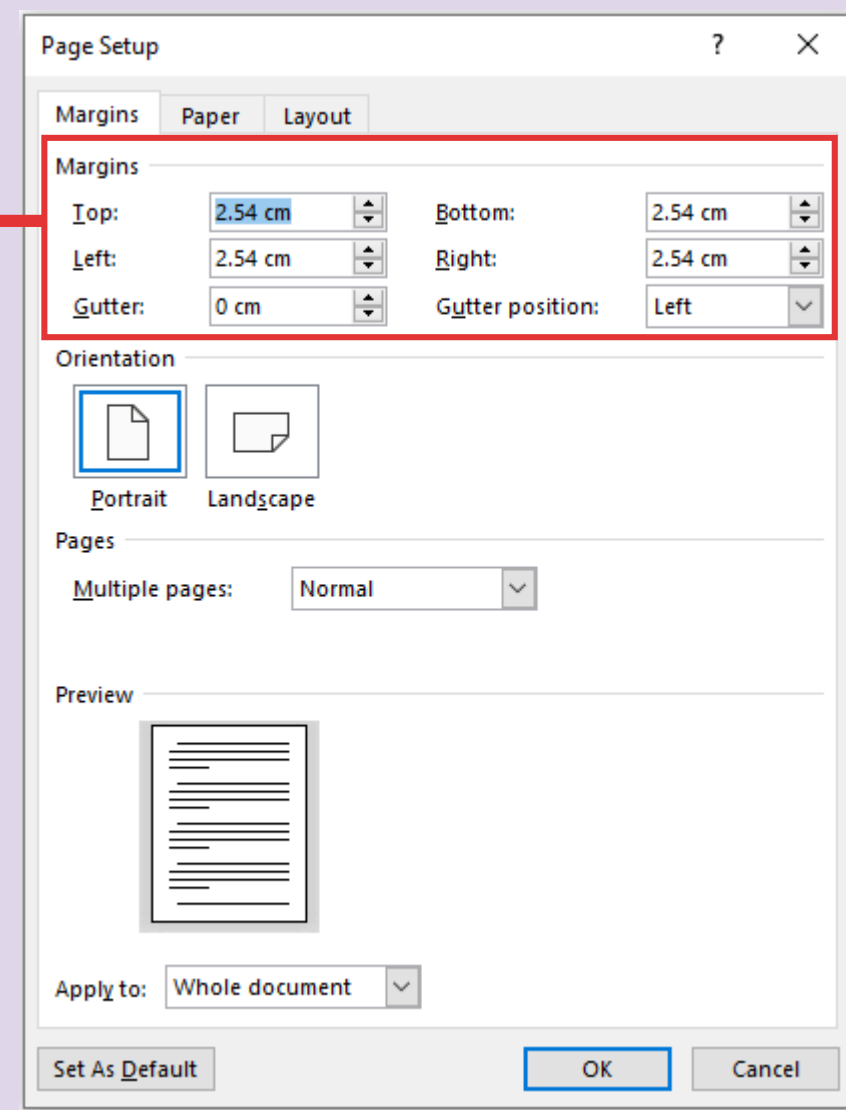 Page Setup ?
Margins Paper Layout
Margins
Top: 2.54 cm Bottom: 2.54 cm
Left: 2.54 cm Right: 2.54 cm
Gutter: 0 cm Gutter position: Left
Orientation
Portrait Landscape
Pages
Multiple pages: Normal
Preview
Apply to: Whole document
Set As Default OK Cancel